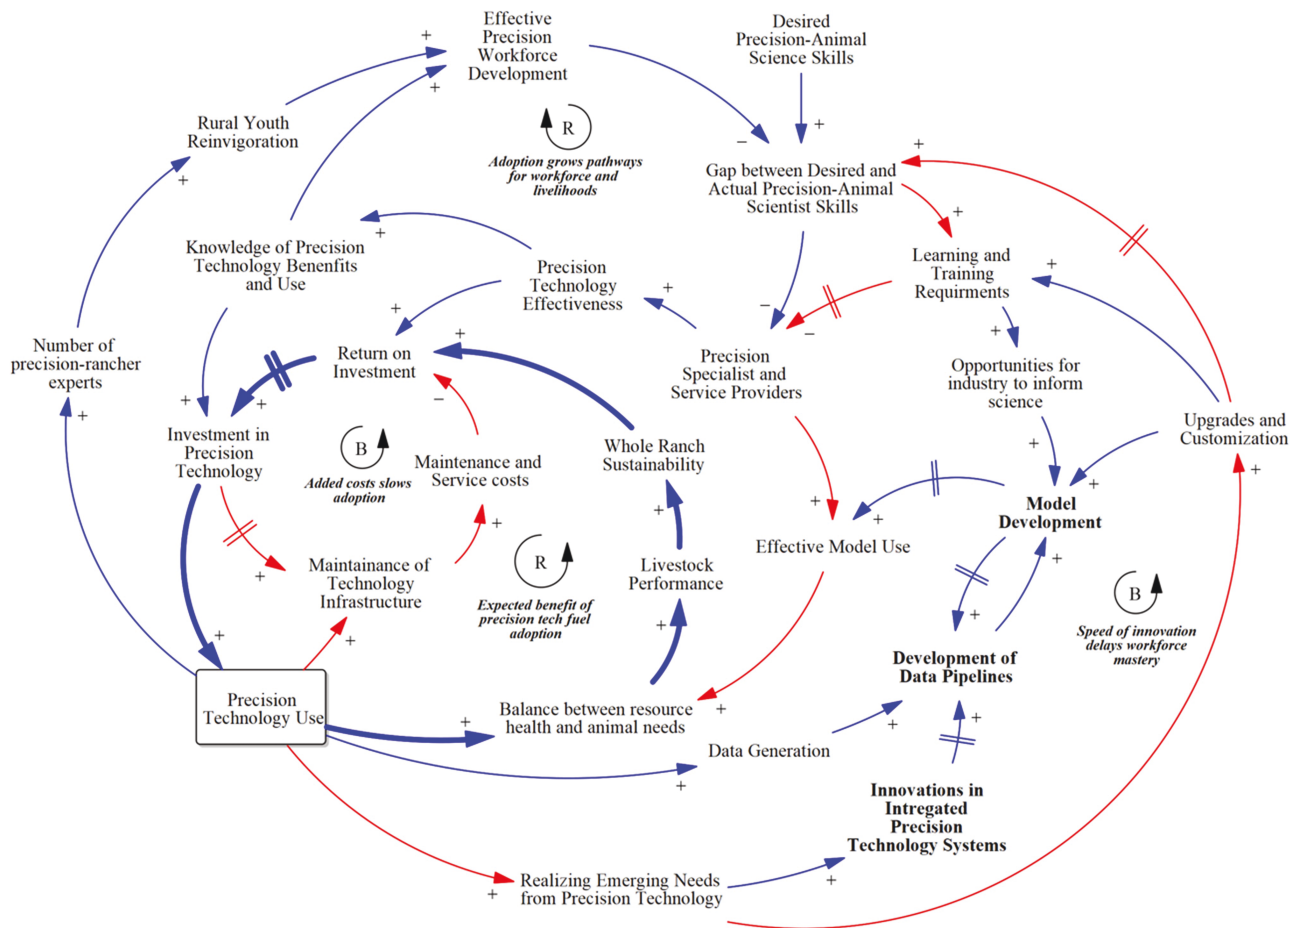 Effective
Precision
Workforce
Development
Desired
Precision-Animal
Science Skills
+
+
+
Rural Youth
Reinvigoration
+
R
Adoption grows pathways
for workforce and
livelihoods
−
+
Gap between Desired and
Actual Precision-Animal
Scientist Skills
+
+
Knowledge of Precision
Technology Benenfits
and Use
+
Precision
Technology
Effectiveness
+
+
−
Learning and
Training
Requirments
+
−
+
Number of
precision-rancher
experts
+
Return on
Investment
+
Precision
Specialist and
Service Providers
Opportunities for
industry to inform
science
+
+
+
−
Investment in
Precision
Technology
B
Added costs slows
adoption
Maintenance and
Service costs
Whole Ranch
Sustainability
+
Upgrades and
Customization
+
+
+
+
+
Model
Development
+
Effective Model Use
+
Maintainance of
Technology
Infrastructure
+
R
Expected benefit of
precision tech fuel
adoption
Livestock
Performance
+
+
B
Speed of innovation
delays workforce
mastery
+
+
+
Development of
Data Pipelines
Precision
Technology Use
+
Balance between resource
health and animal needs
+
Data Generation
+
+
+
Innovations in
Intregated
Precision
Technology Systems
Realizing Emerging Needs
from Precision Technology
+
+